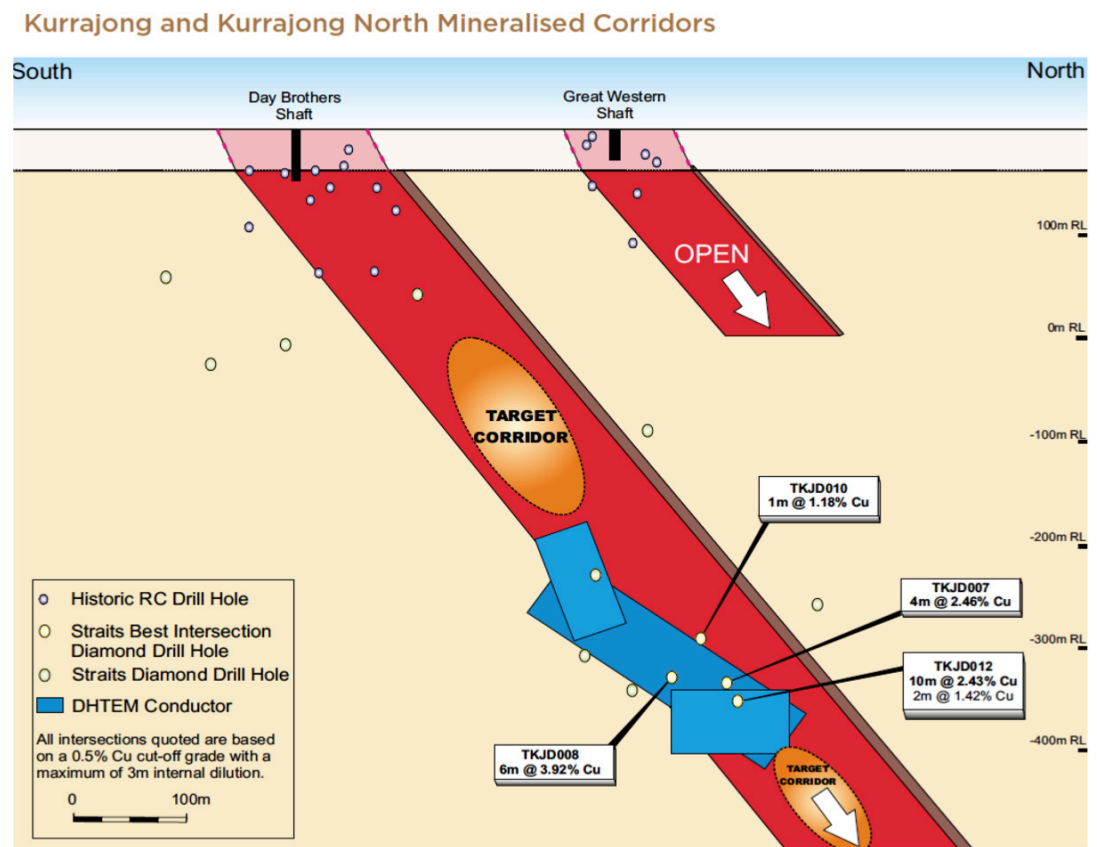 Kurrajong and Kurrajong North Mineralised Corridors
South
North
Day Brothers
Shaft
Great Western
Shaft
100m RL
OPEN
0m RL
TARGET
CORRIDOR
-100m RL
TKJD010
1m @ 1.18% Cu
-200m RL
TKJD007
4m @ 2.46% Cu
-300m RL
TKJD012
10m @ 2.43% Cu
2m @ 1.42% Cu
-400m RL
TKJD008
6m @ 3.92% Cu
TARGET
CORRIDOR
Historic RC Drill Hole
Straits Best Intersection
Diamond Drill Hole
Straits Diamond Drill Hole
DHTEM Conductor
All intersections quoted are based
on a 0.5% Cu cut-off grade with a
maximum of 3m internal dilution.
0 100m